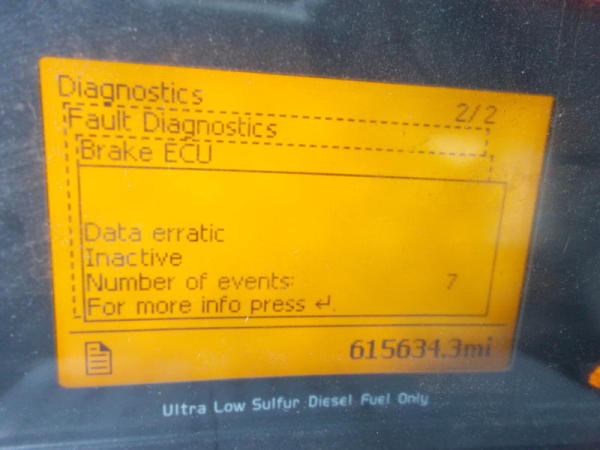 Diagnostics
2/2
Fault Diagnostics
Brake ECU
Data erratic
Inactive
Number of events: 7
For more info press ↵.
615634.3mi
Ultra Low Sulfur Diesel Fuel Only